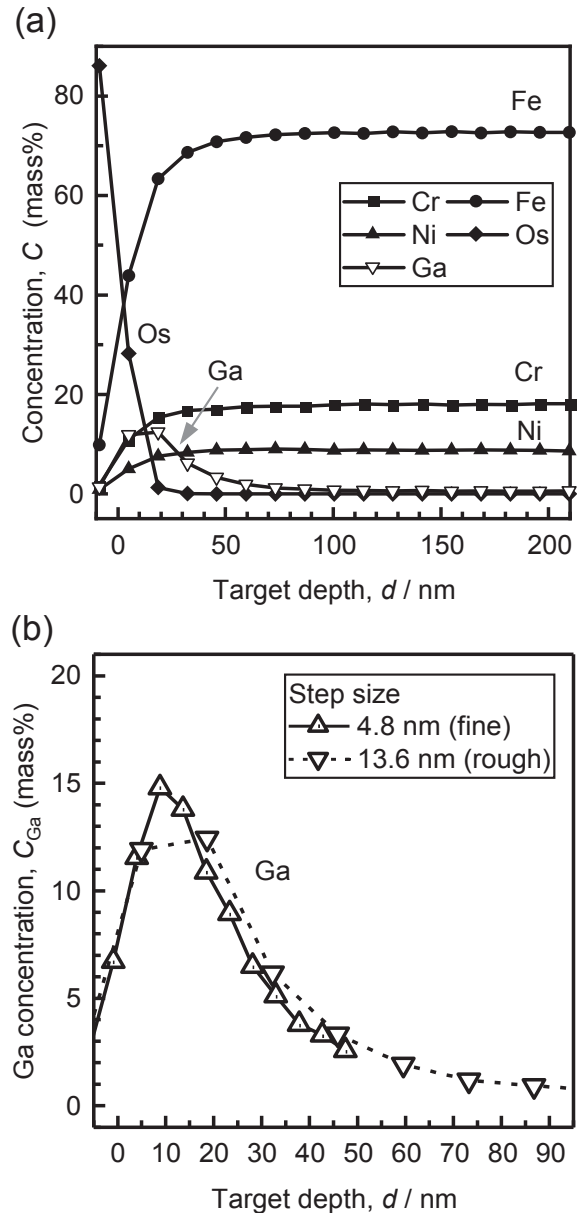 (a)
80
60
40
20
0
Concentration, C (mass%)
Fe
Cr Fe
Ni Os
Ga
Os
Ga
Cr
Ni
0 50 100 150 200
Target depth, d / nm
(b)
20
15
10
5
0
Ga concentration, C_Ga (mass%)
Step size
4.8 nm (fine)
13.6 nm (rough)
Ga
0 10 20 30 40 50 60 70 80 90
Target depth, d / nm